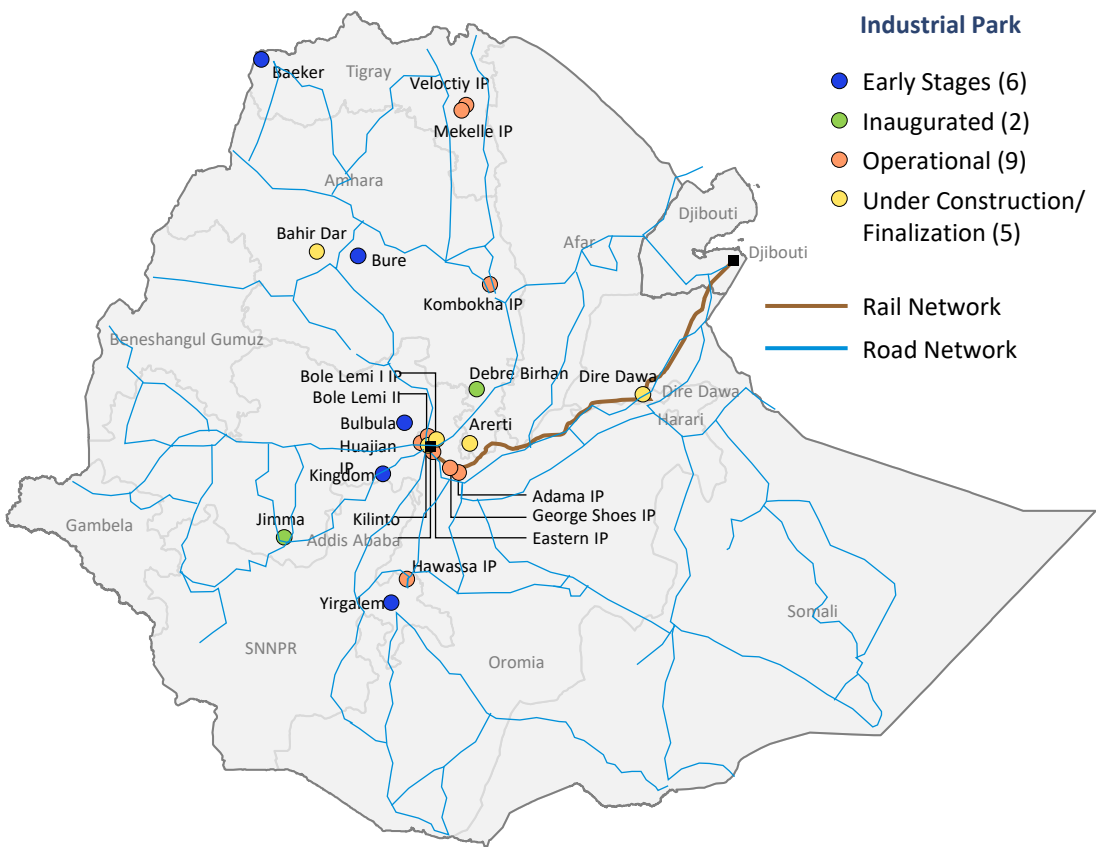 Industrial Park
Early Stages (6)
Inaugurated (2)
Operational (9)
Under Construction/
Finalization (5)
Rail Network
Road Network
Baeker
Tigray
Veloctiy IP
Mekelle IP
Amhara
Djibouti
Bahir Dar
Bure
Afar
Djibouti
Kombokha IP
Beneshangul Gumuz
Bole Lemi I IP
Debre Birhan
Dire Dawa
Bole Lemi II
Dire Dawa
Bulbula
Arerti
Harari
Huajian
IP
Kingdom
Adama IP
Gambela
Jimma
Kilinto
George Shoes IP
Addis Ababa
Eastern IP
Hawassa IP
Yirgalem
Somali
SNNPR
Oromia